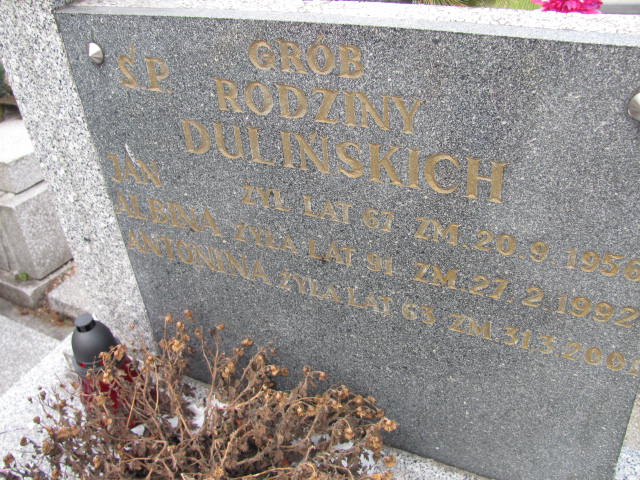 GRÓB
ŚP RODZINY
DULIŃSKICH
JAN ŻYŁ LAT 67 ZM. 20.9.1956
ALBINA ŻYŁA LAT 91 ZM. 27.2.1992
ANTONINA ŻYŁA LAT 63 ZM. 31.3.2002